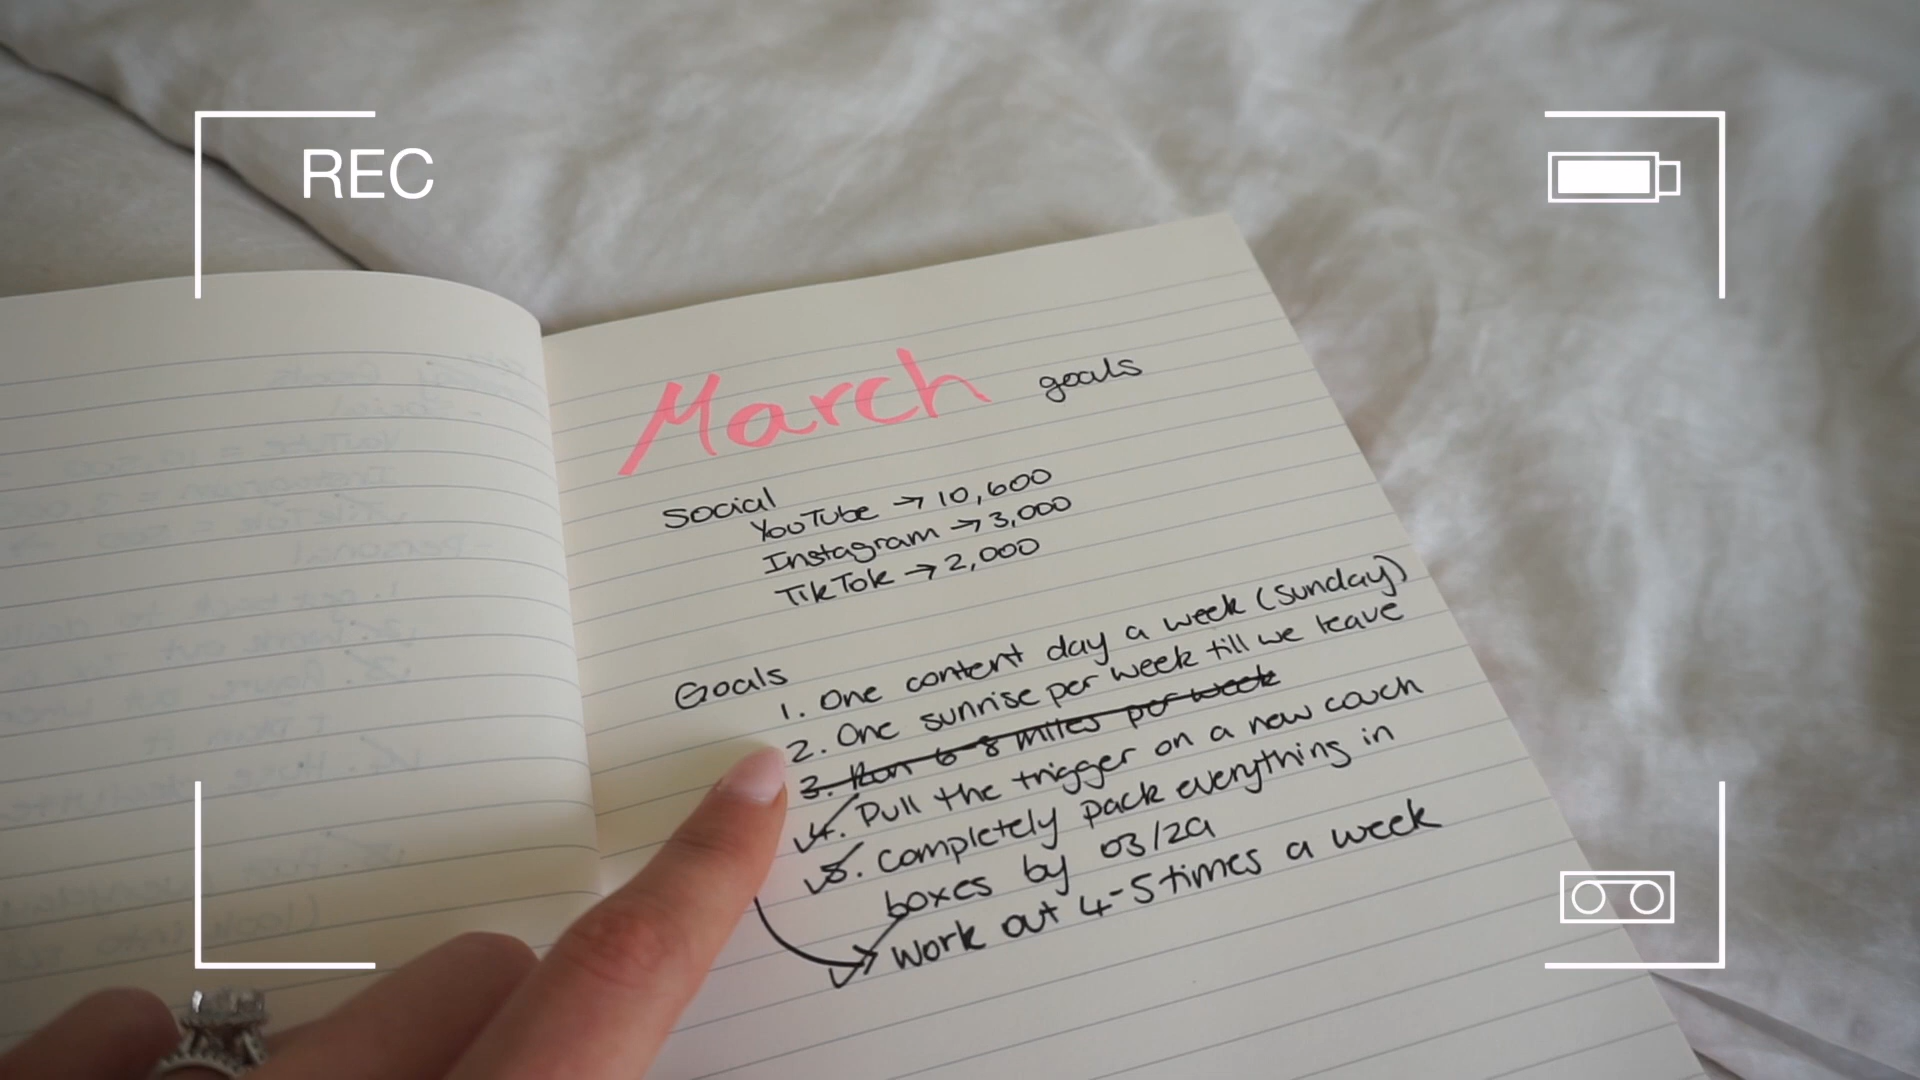 REC
March goals
Social
YouTube → 10,600
Instagram → 3,000
TikTok → 2,000
Goals
1. One content day a week (Sunday)
2. One sunrise per week till we leave
3. Run 6-8 miles per week
4. Pull the trigger on a new couch
5. Completely pack everything in
boxes by 03/29
Work out 4-5 times a week